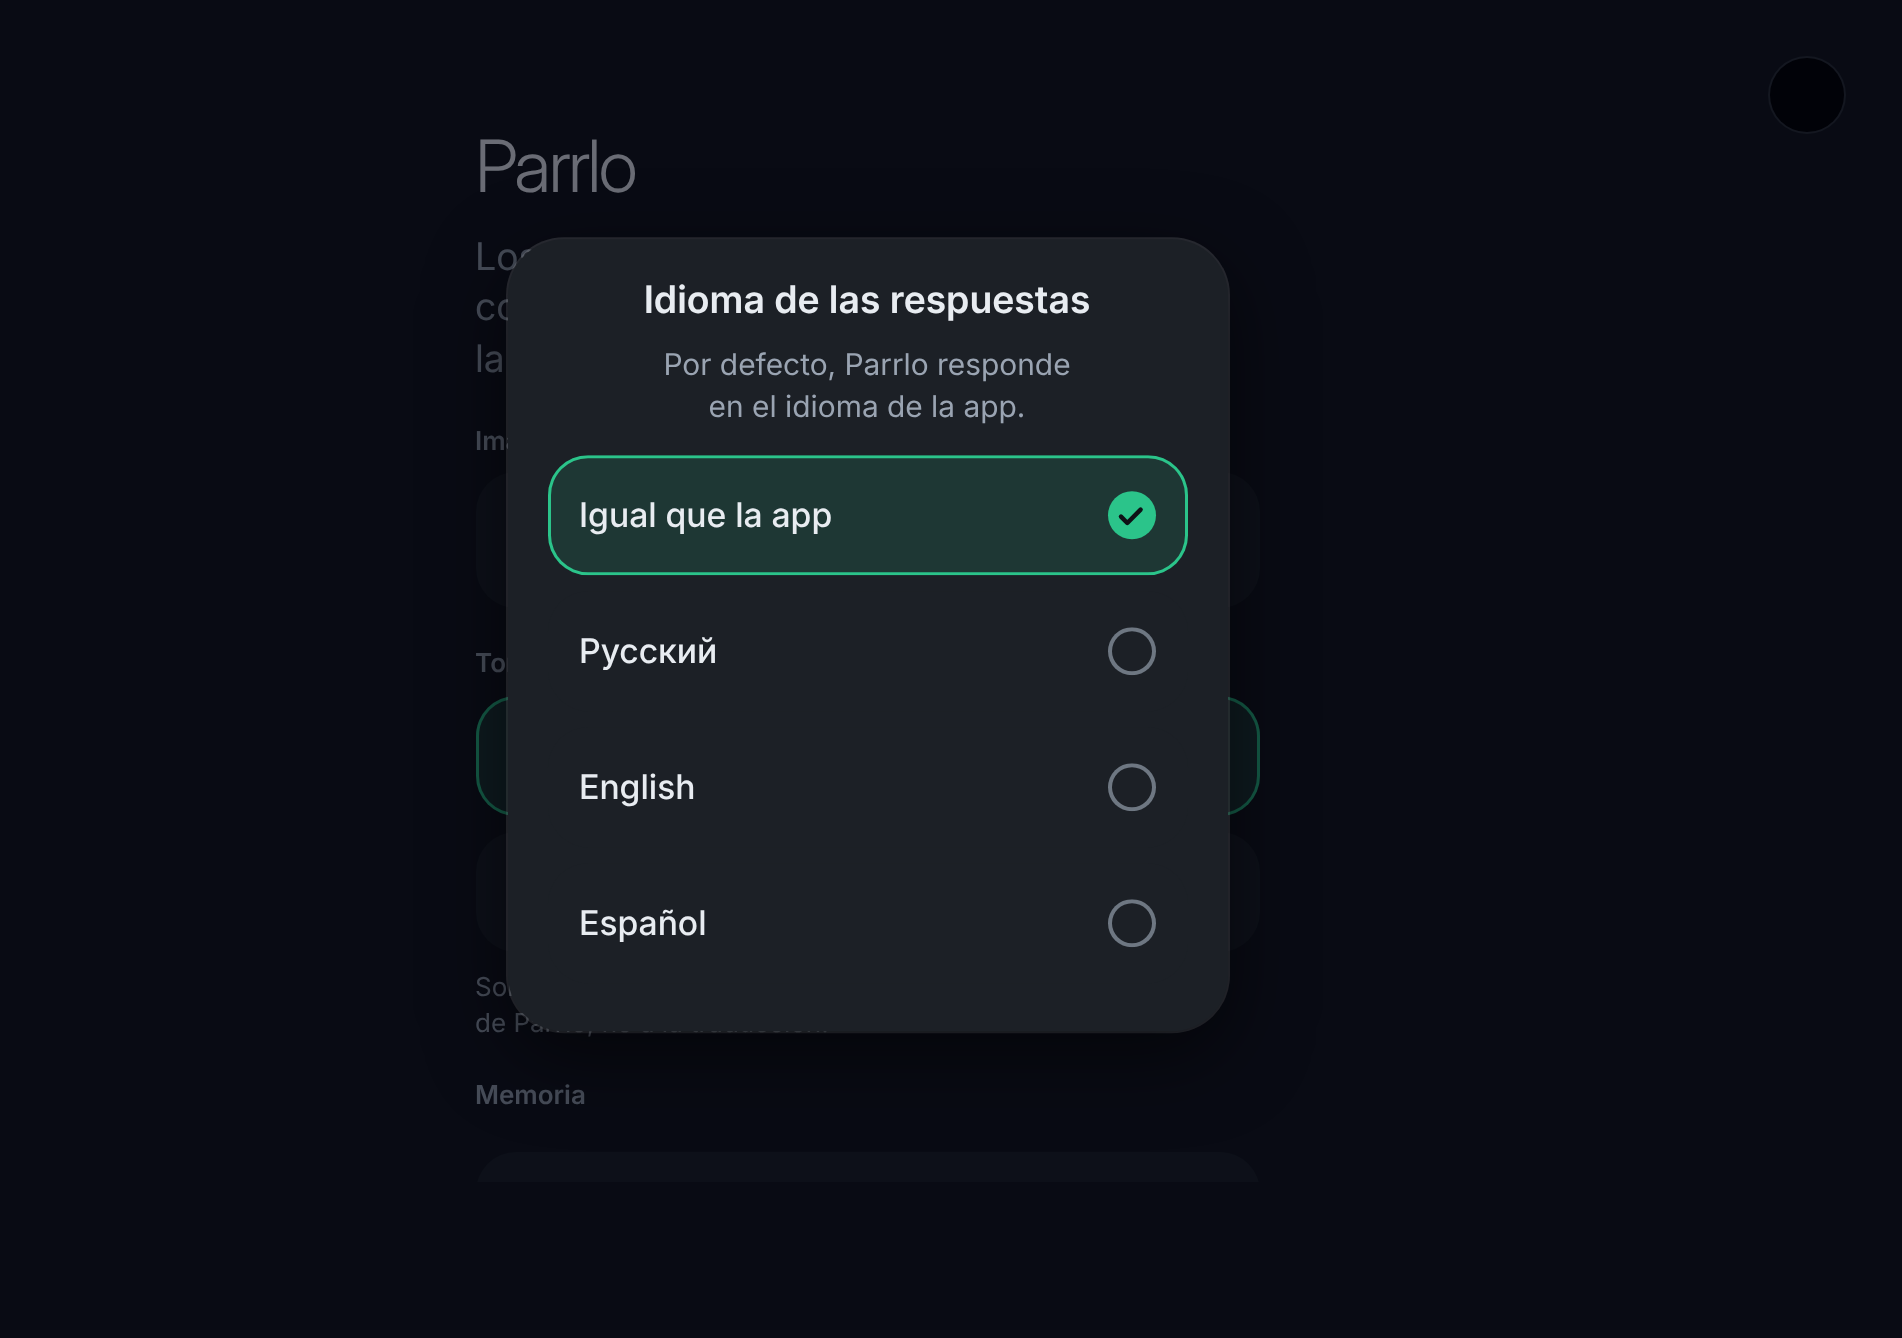 Parrlo
Idioma de las respuestas
Por defecto, Parrlo responde
en el idioma de la app.
Igual que la app
Русский
English
Español
de
Memoria